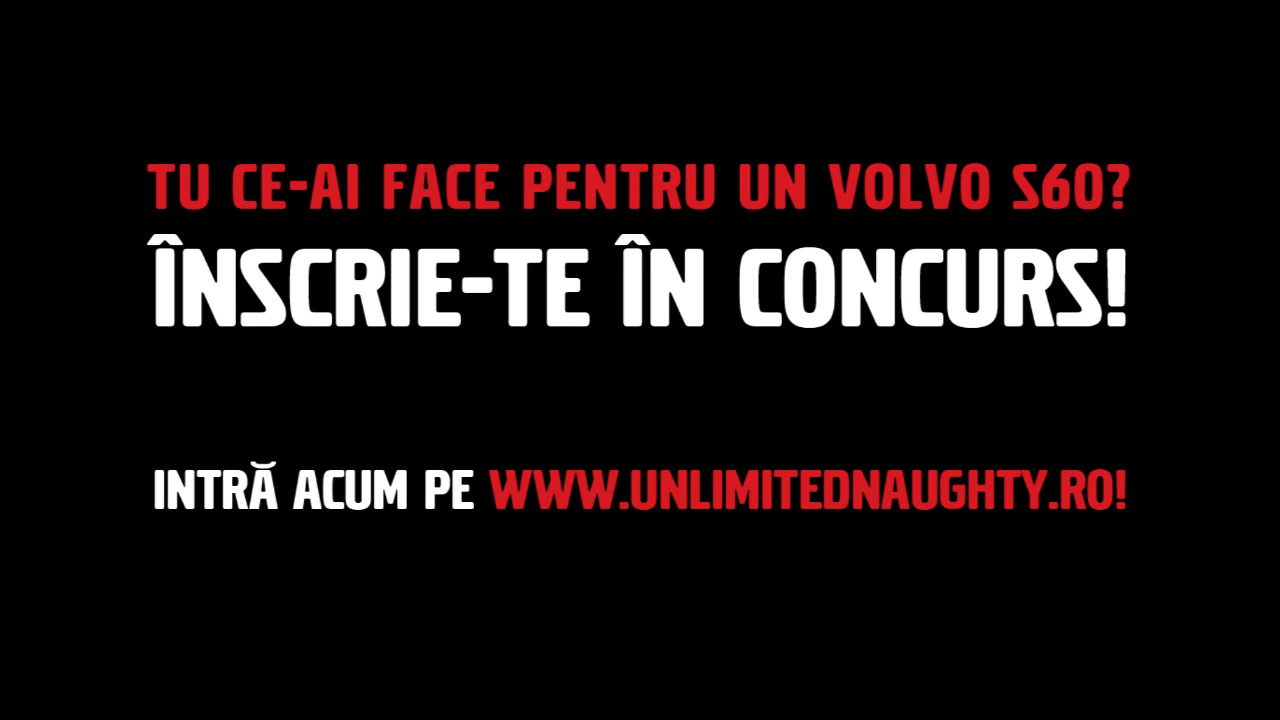 TU CE-AI FACE PENTRU UN VOLVO S60?
ÎNSCRIE-TE ÎN CONCURS!
INTRĂ ACUM PE WWW.UNLIMITEDNAUGHTY.RO!